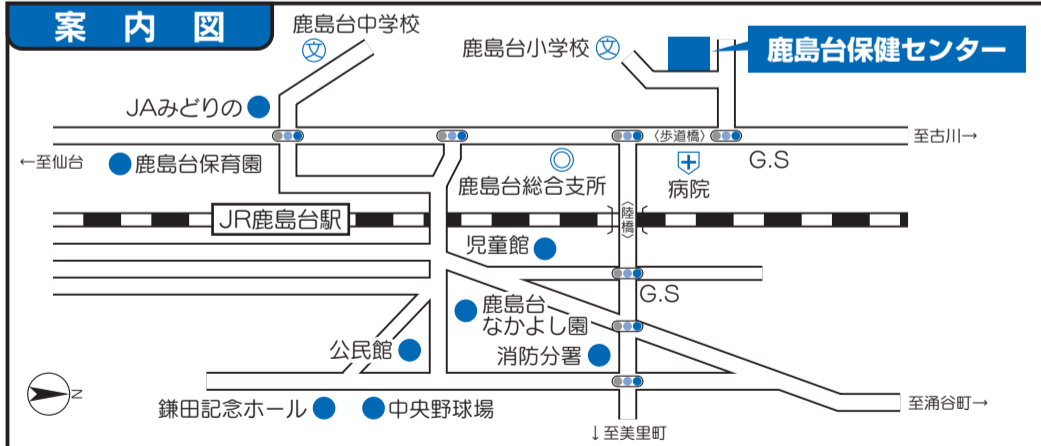 案内図
鹿島台中学校
文
鹿島台小学校
文
鹿島台保健センター
JAみどりの
〈歩道橋〉
至古川→
←至仙台
鹿島台保育園
鹿島台総合支所
病院
G.S
JR鹿島台駅
〈陸橋〉
児童館
G.S
鹿島台
なかよし園
公民館
消防分署
N
鎌田記念ホール
中央野球場
至涌谷町→
↓至美里町